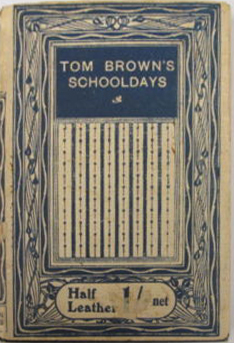 TOM BROWN'S
SCHOOLDAYS
Half 1/- net
Leather